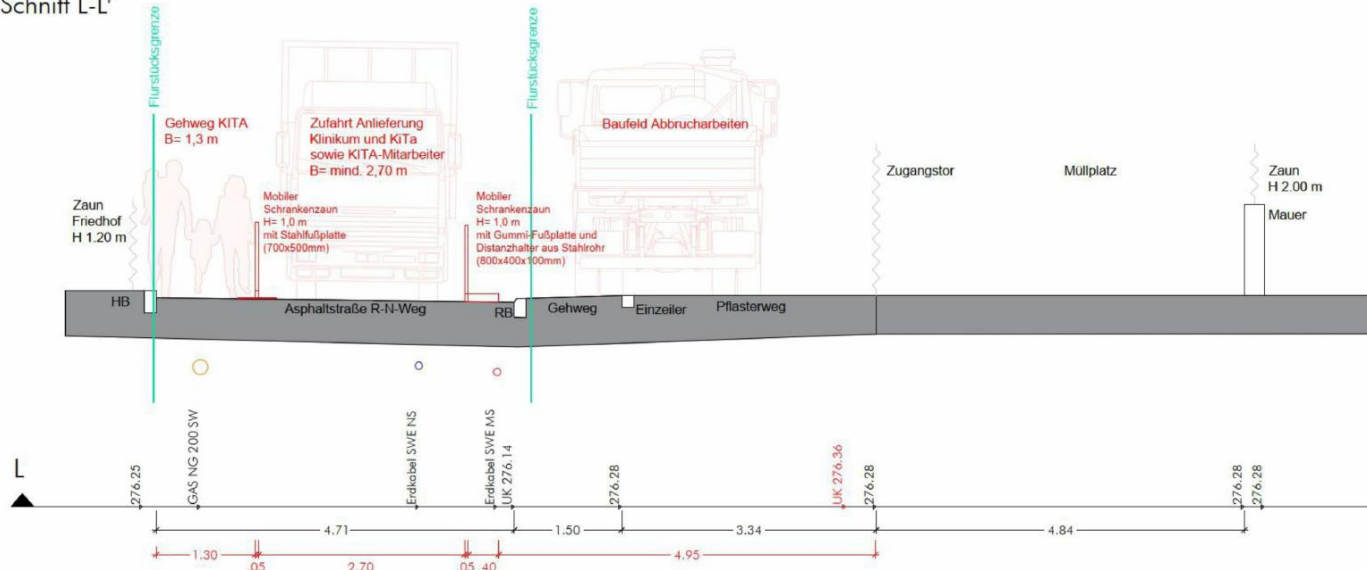 Schnitt L-L'
Flurstücksgrenze
Flurstücksgrenze
Gehweg KITA
B= 1,3 m
Zufahrt Anlieferung
Klinikum und KiTa
sowie KITA-Mitarbeiter
B= mind. 2,70 m
Baufeld Abbrucharbeiten
Zaun
Friedhof
H 1.20 m
Mobiler
Schrankenzaun
H= 1,0 m
mit Stahlfußplatte
(700x500mm)
Mobiler
Schrankenzaun
H= 1,0 m
mit Gummi-Fußplatte und
Distanzhalter aus Stahlrohr
(800x400x100mm)
Zugangstor
Müllplatz
Zaun
H 2.00 m
Mauer
HB
Asphaltstraße R-N-Weg
RB
Gehweg
Einzeiler
Pflasterweg
L
276.25
GAS NG 200 SW
Erdkabel SWE NS
Erdkabel SWE MS
UK 276.14
276.28
UK 276.36
276.28
276.28
276.28
4.71
1.50
3.34
4.84
1.30
.05
2.70
.05
.40
4.95